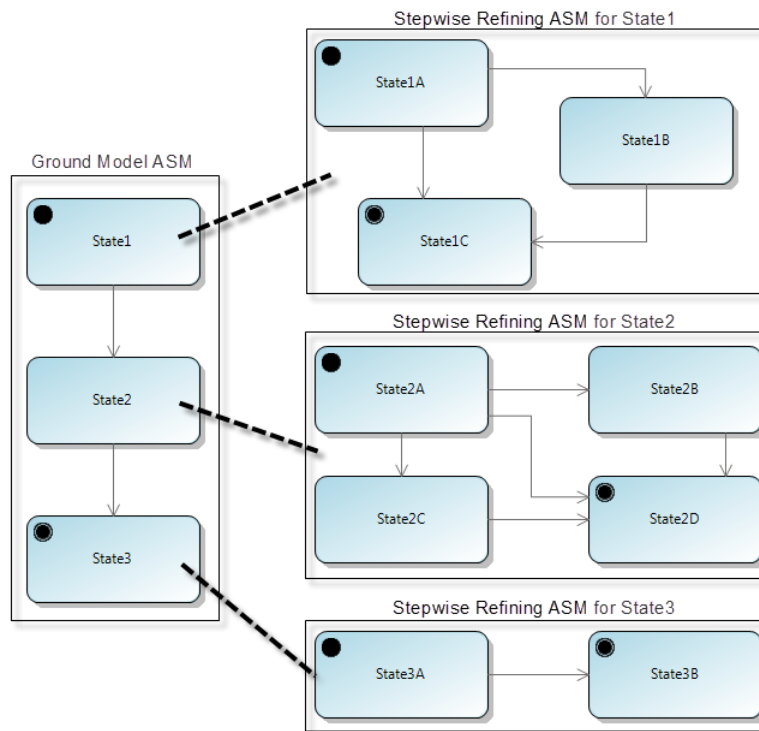 Ground Model ASM
State1
State2
State3
Stepwise Refining ASM for State1
State1A
State1B
State1C
Stepwise Refining ASM for State2
State2A
State2B
State2C
State2D
Stepwise Refining ASM for State3
State3A
State3B